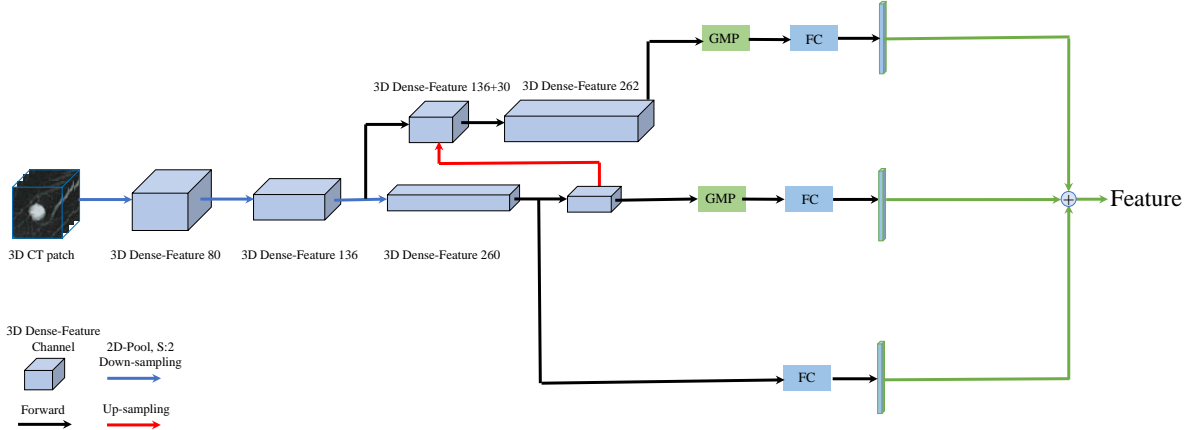 GMP
FC
3D Dense-Feature 136+30
3D Dense-Feature 262
GMP
FC
+
Feature
3D CT patch
3D Dense-Feature 80
3D Dense-Feature 136
3D Dense-Feature 260
3D Dense-Feature
Channel
2D-Pool, S:2
Down-sampling
FC
Forward
Up-sampling